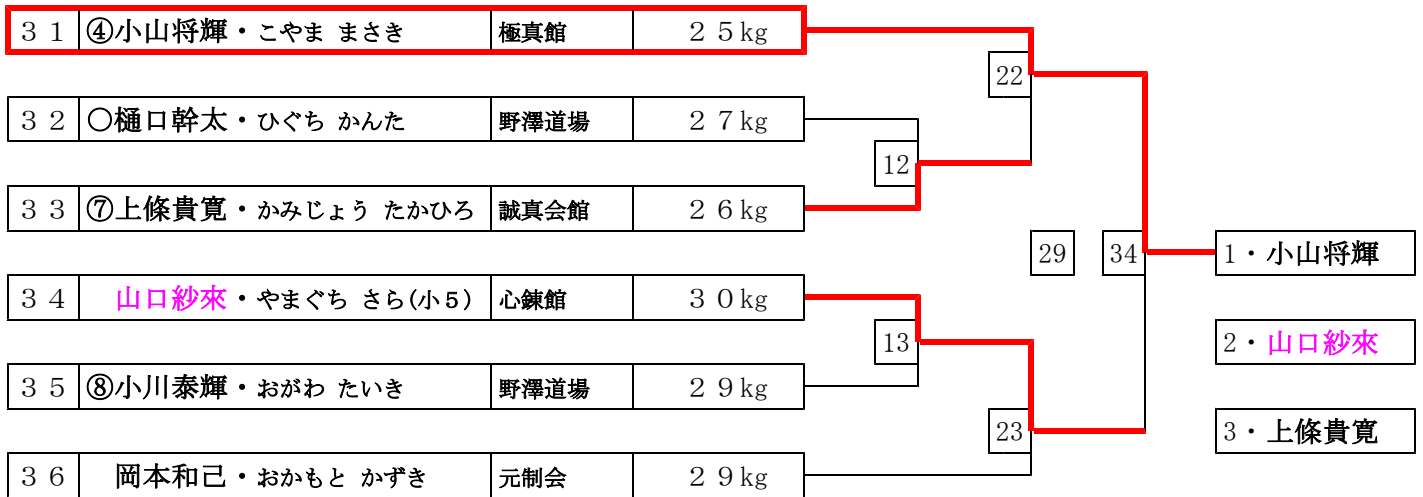 ３１ ④小山将輝・こやま まさき 極真館 ２５kg
22
３２ 〇樋口幹太・ひぐち かんた 野澤道場 ２７kg
12
３３ ⑦上條貴寛・かみじょう たかひろ 誠真会館 ２６kg
29 34 1・小山将輝
３４ 山口紗來・やまぐち さら(小５) 心錬館 ３０kg
13 2・山口紗來
３５ ⑧小川泰輝・おがわ たいき 野澤道場 ２９kg
23 3・上條貴寛
３６ 岡本和己・おかもと かずき 元制会 ２９kg